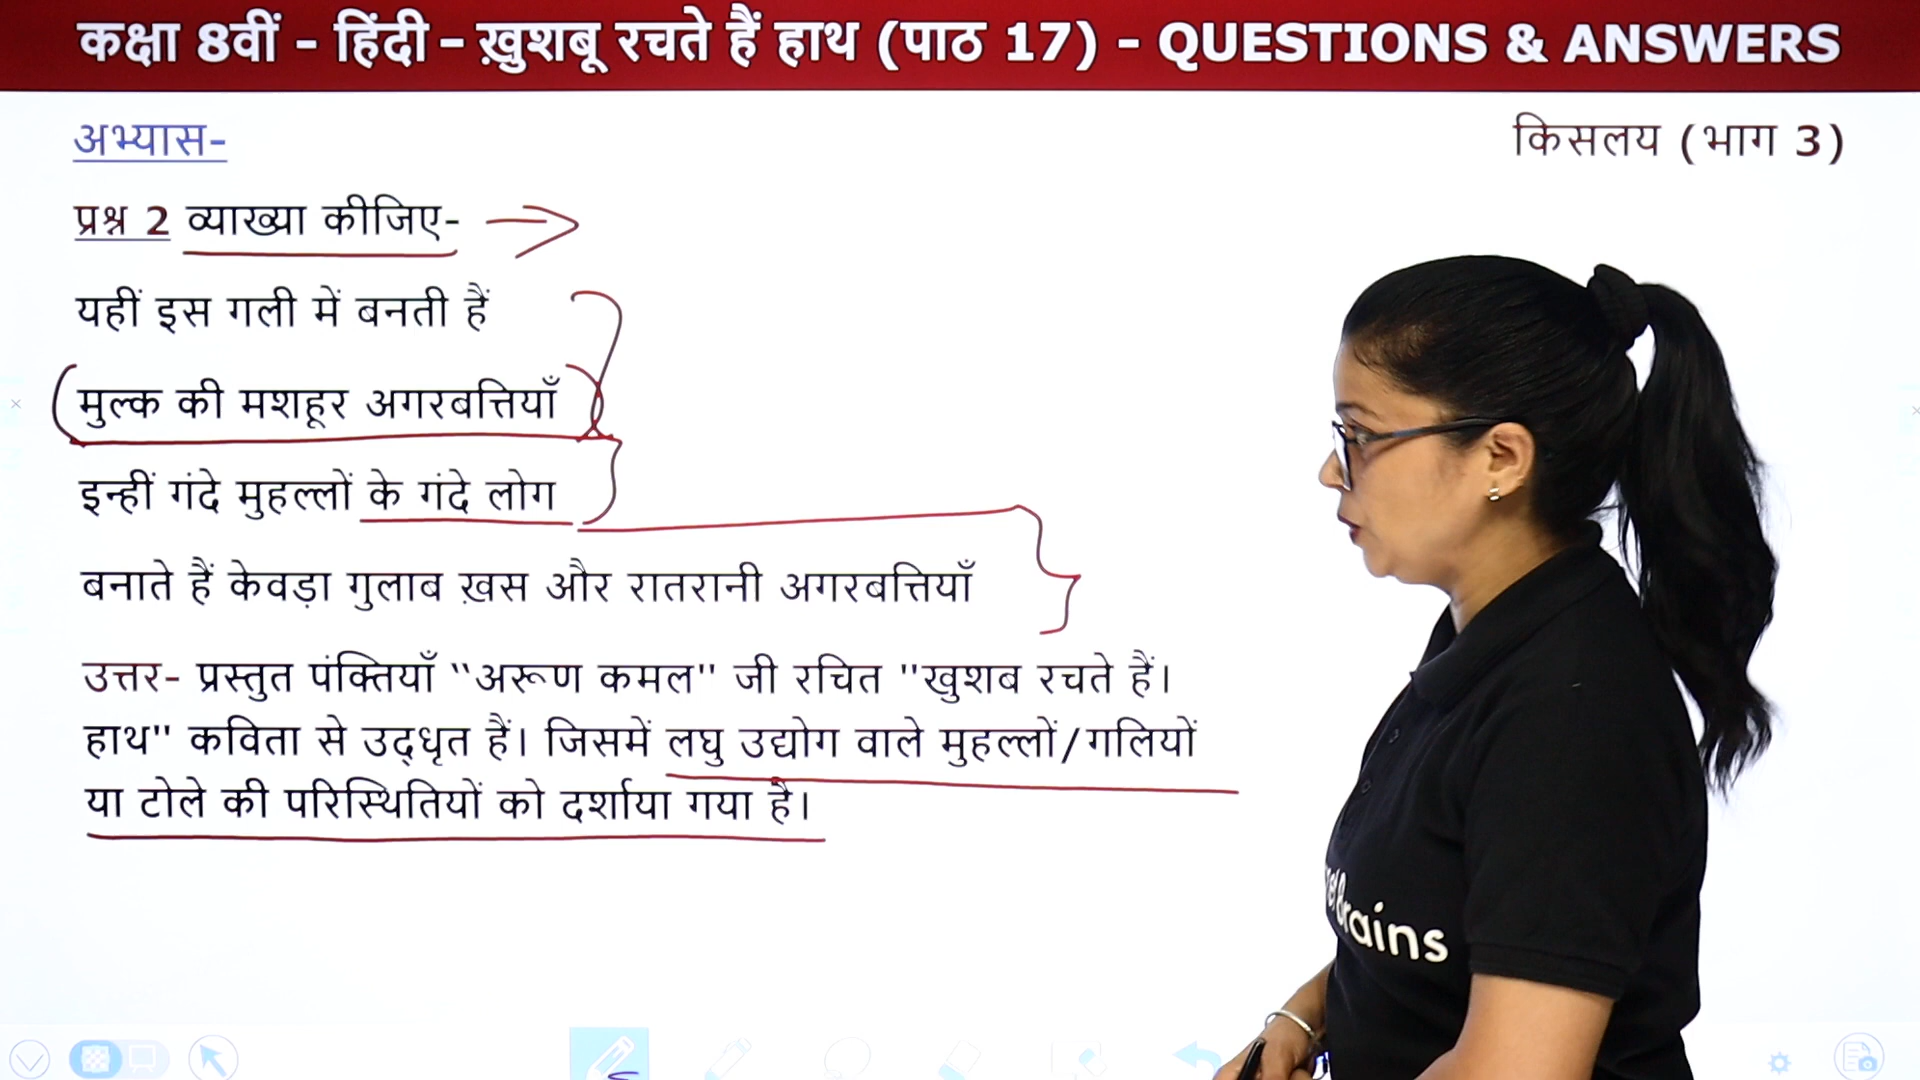 कक्षा 8वीं - हिंदी - ख़ुशबू रचते हैं हाथ (पाठ 17) - QUESTIONS & ANSWERS
अभ्यास-
किसलय (भाग 3)
प्रश्न 2 व्याख्या कीजिए-
यहीं इस गली में बनती हैं
मुल्क की मशहूर अगरबत्तियाँ
इन्हीं गंदे मुहल्लों के गंदे लोग
बनाते हैं केवड़ा गुलाब ख़स और रातरानी अगरबत्तियाँ
उत्तर- प्रस्तुत पंक्तियाँ "अरूण कमल" जी रचित "खुशब रचते हैं।
हाथ" कविता से उद्धृत हैं। जिसमें लघु उद्योग वाले मुहल्लों/गलियों
या टोले की परिस्थितियों को दर्शाया गया है।